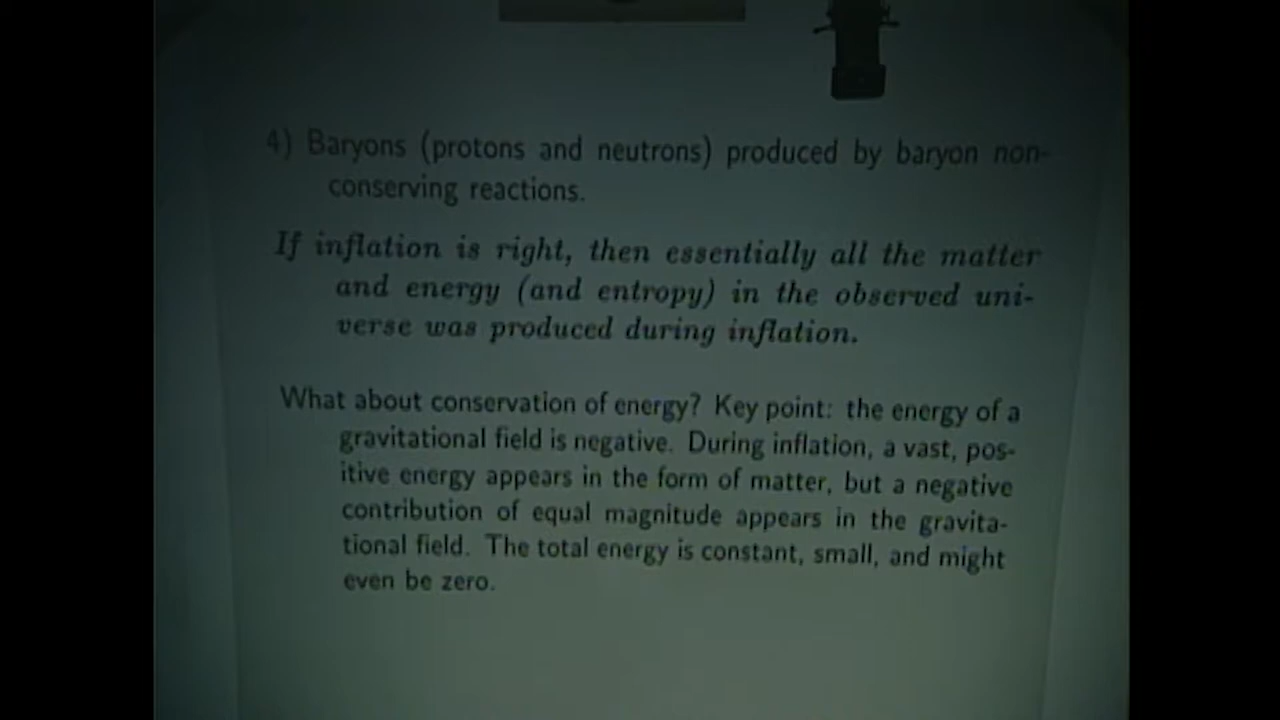 4) Baryons (protons and neutrons) produced by baryon non-
conserving reactions.
If inflation is right, then essentially all the matter
and energy (and entropy) in the observed uni-
verse was produced during inflation.
What about conservation of energy? Key point: the energy of a
gravitational field is negative. During inflation, a vast, pos-
itive energy appears in the form of matter, but a negative
contribution of equal magnitude appears in the gravita-
tional field. The total energy is constant, small, and might
even be zero.